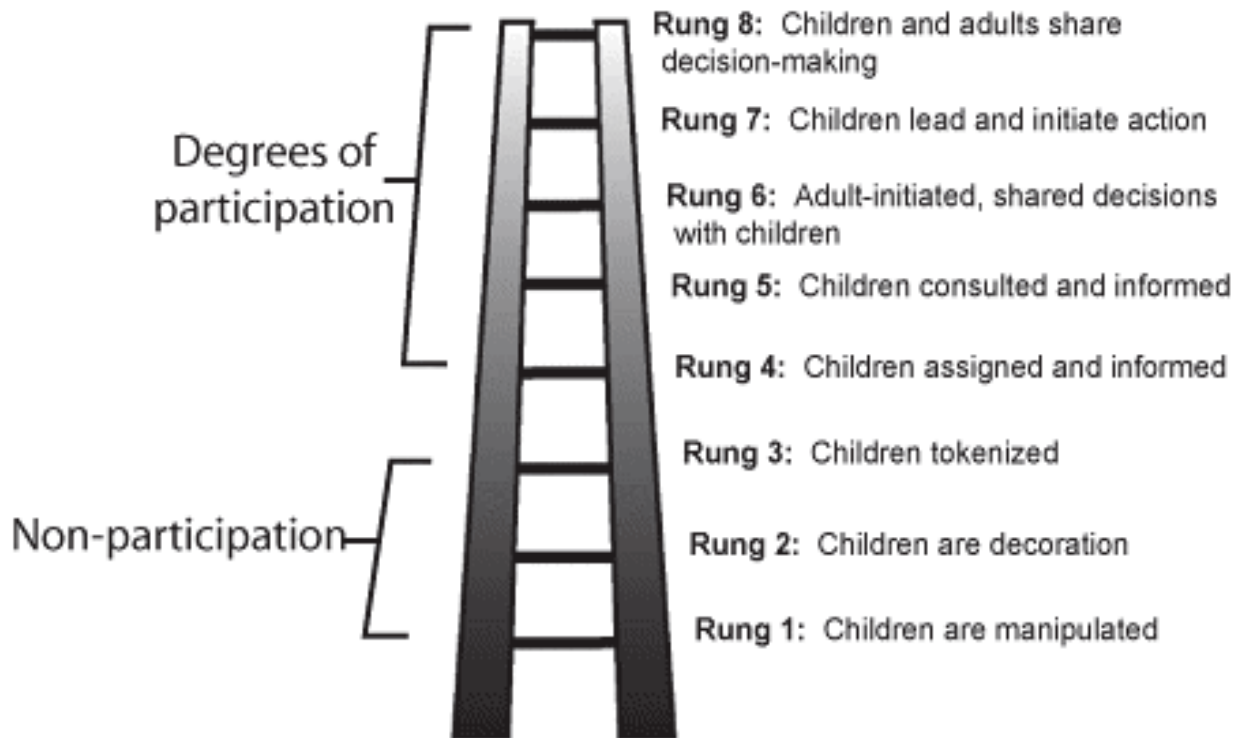 Rung 8: Children and adults share
decision-making
Rung 7: Children lead and initiate action
Degrees of
participation
Rung 6: Adult-initiated, shared decisions
with children
Rung 5: Children consulted and informed
Rung 4: Children assigned and informed
Rung 3: Children tokenized
Non-participation
Rung 2: Children are decoration
Rung 1: Children are manipulated